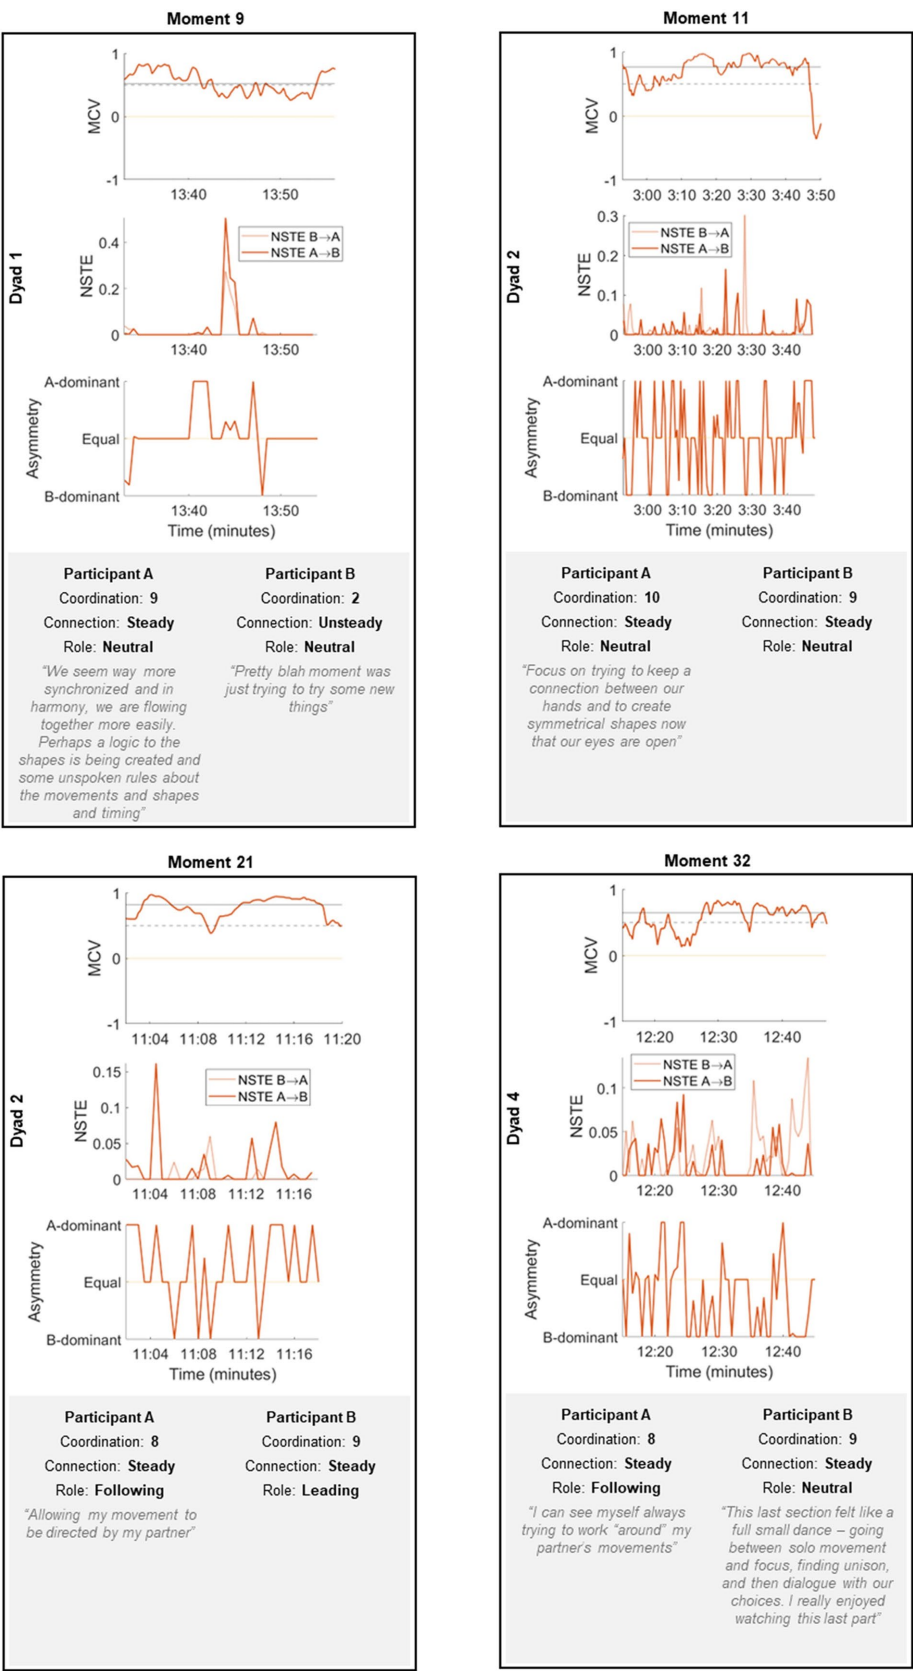 Moment 9
Dyad 1
1
MCV
0
-1
13:40 13:50
0.4
NSTE
0.2
0
NSTE B→A
NSTE A→B
13:40 13:50
A-dominant
Asymmetry
Equal
B-dominant
13:40 13:50
Time (minutes)
Participant A
Coordination: 9
Connection: Steady
Role: Neutral
“We seem way more
synchronized and in
harmony, we are flowing
together more easily.
Perhaps a logic to the
shapes is being created and
some unspoken rules about
the movements and shapes
and timing”
Participant B
Coordination: 2
Connection: Unsteady
Role: Neutral
“Pretty blah moment was
just trying to try some new
things”
Moment 11
Dyad 2
1
MCV
0
-1
3:00 3:10 3:20 3:30 3:40 3:50
0.3
0.2
NSTE
0.1
0
NSTE B→A
NSTE A→B
3:00 3:10 3:20 3:30 3:40
A-dominant
Asymmetry
Equal
B-dominant
3:00 3:10 3:20 3:30 3:40
Time (minutes)
Participant A
Coordination: 10
Connection: Steady
Role: Neutral
“Focus on trying to keep a
connection between our
hands and to create
symmetrical shapes now
that our eyes are open”
Participant B
Coordination: 9
Connection: Steady
Role: Neutral
Moment 21
Dyad 2
1
MCV
0
-1
11:04 11:08 11:12 11:16 11:20
0.15
0.1
NSTE
0.05
0
NSTE B→A
NSTE A→B
11:04 11:08 11:12 11:16
A-dominant
Asymmetry
Equal
B-dominant
11:04 11:08 11:12 11:16
Time (minutes)
Participant A
Coordination: 8
Connection: Steady
Role: Following
“Allowing my movement to
be directed by my partner”
Participant B
Coordination: 9
Connection: Steady
Role: Leading
Moment 32
Dyad 4
1
MCV
0
-1
12:20 12:30 12:40
0.1
NSTE
0.05
0
NSTE B→A
NSTE A→B
12:20 12:30 12:40
A-dominant
Asymmetry
Equal
B-dominant
12:20 12:30 12:40
Time (minutes)
Participant A
Coordination: 8
Connection: Steady
Role: Following
“I can see myself always
trying to work “around” my
partner's movements”
Participant B
Coordination: 9
Connection: Steady
Role: Neutral
“This last section felt like a
full small dance – going
between solo movement
and focus, finding unison,
and then dialogue with our
choices. I really enjoyed
watching this last part”